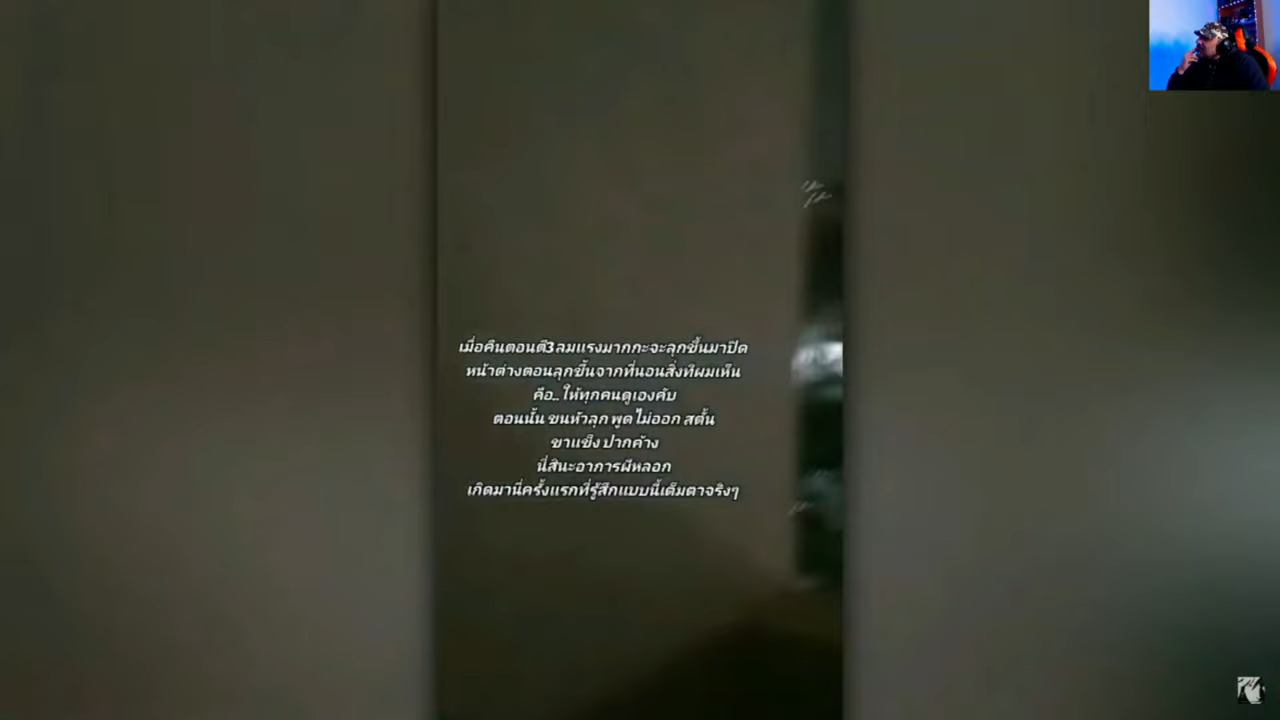 เมื่อคืนตอนตี3ลมแรงมากกะจะลุกขึ้นมาปิด
หน้าต่างตอนลุกขึ้นจากที่นอนสิ่งที่ผมเห็น
คือ.. ให้ทุกคนดูเองคับ
ตอนนั้น ขนหัวลุก พูดไม่ออก สตั้น
ขาแข็ง ปากค้าง
นี่สินะอาการผีหลอก
เกิดมานี่ครั้งแรกที่รู้สึกแบบนี้เต็มตาจริงๆ